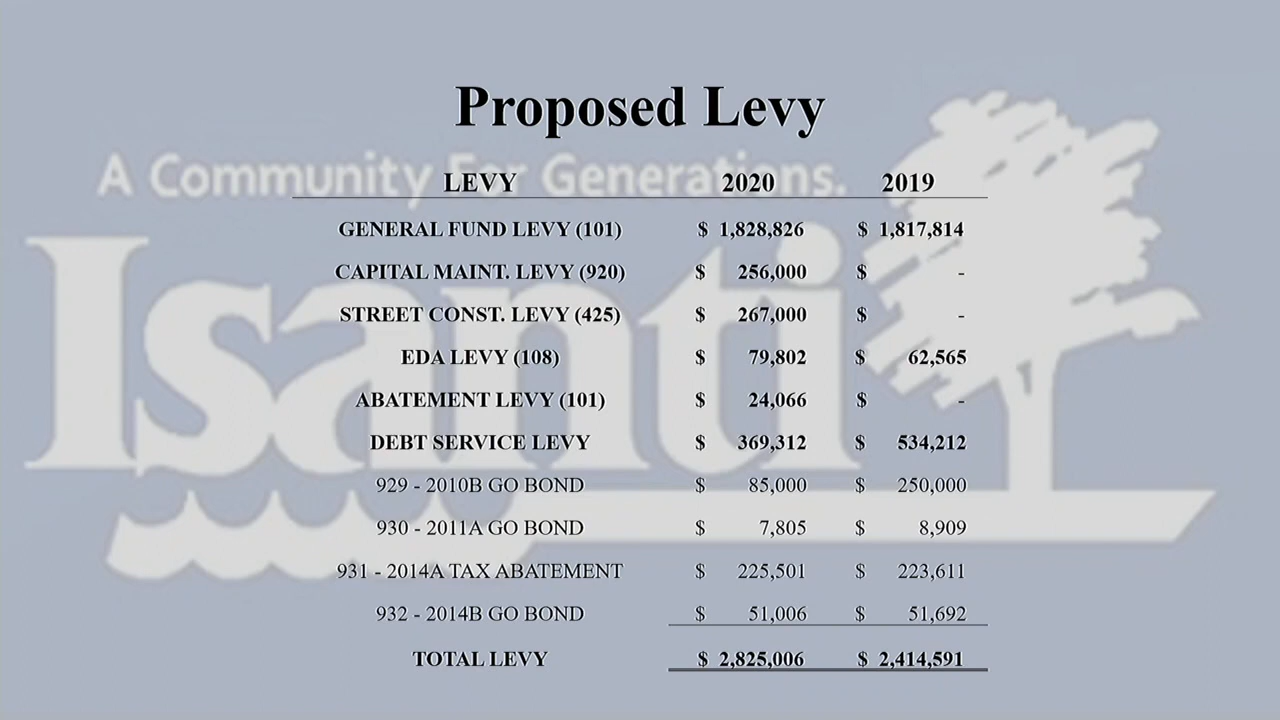 Proposed Levy
A Community For Generations.
LEVY 2020 2019
Isanti
GENERAL FUND LEVY (101) $ 1,828,826 $ 1,817,814
CAPITAL MAINT. LEVY (920) $ 256,000 $ -
STREET CONST. LEVY (425) $ 267,000 $ -
EDA LEVY (108) $ 79,802 $ 62,565
ABATEMENT LEVY (101) $ 24,066 $ -
DEBT SERVICE LEVY $ 369,312 $ 534,212
929 - 2010B GO BOND $ 85,000 $ 250,000
930 - 2011A GO BOND $ 7,805 $ 8,909
931 - 2014A TAX ABATEMENT $ 225,501 $ 223,611
932 - 2014B GO BOND $ 51,006 $ 51,692
TOTAL LEVY $ 2,825,006 $ 2,414,591